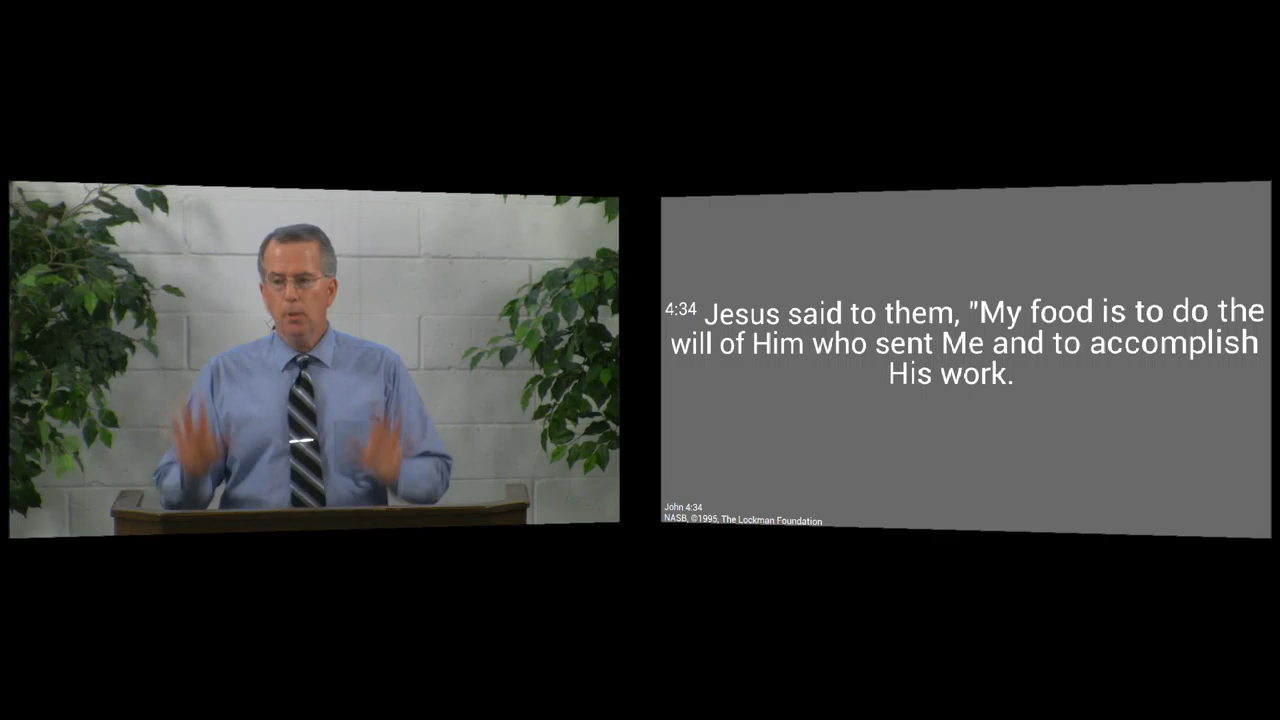 4:34 Jesus said to them, "My food is to do the
will of Him who sent Me and to accomplish
His work.
John 4:34
NASB, ©1995, The Lockman Foundation